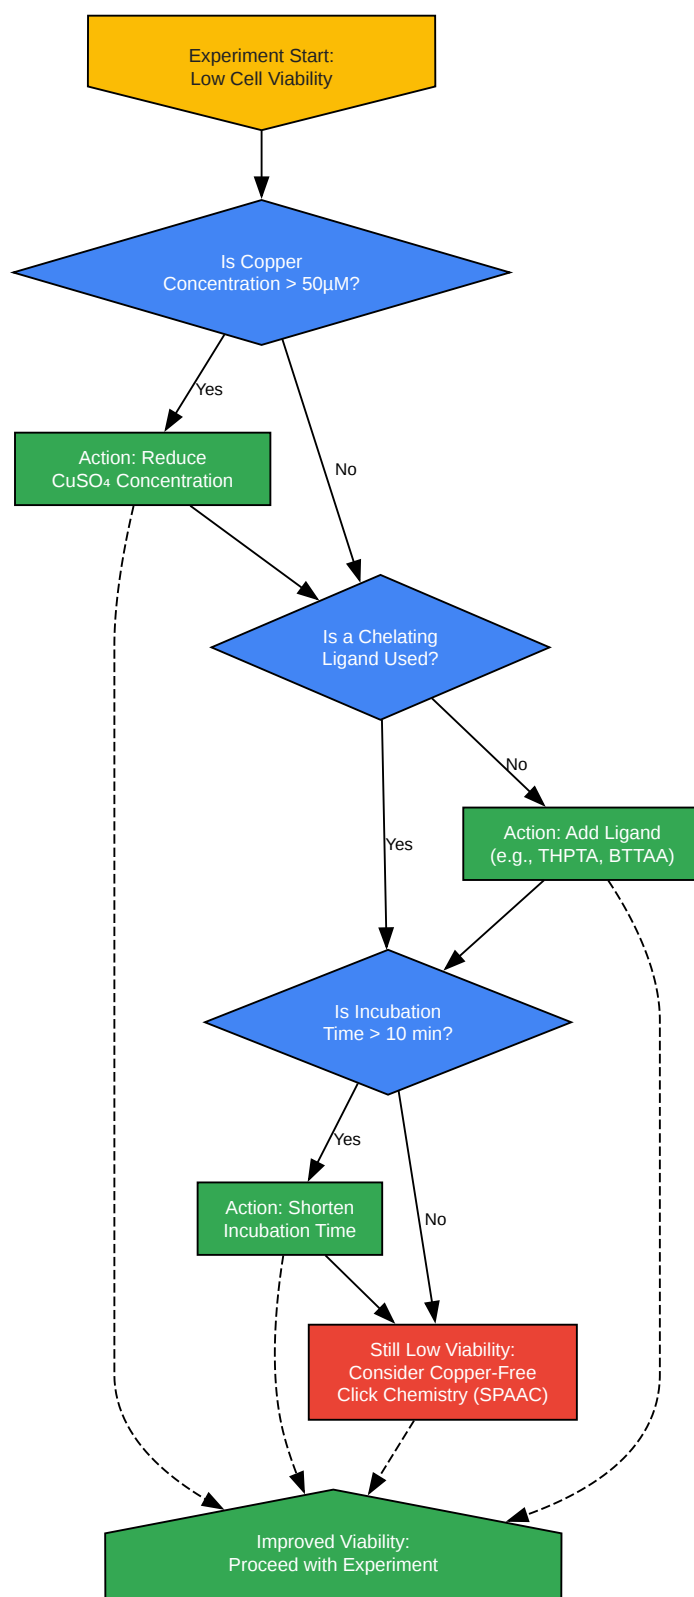 Experiment Start:
Low Cell Viability
Is Copper
Concentration > 50µM?
Yes
Action: Reduce
CuSO₄ Concentration
No
Is a Chelating
Ligand Used?
No
Action: Add Ligand
(e.g., THPTA, BTTAA)
Yes
Is Incubation
Time > 10 min?
Yes
Action: Shorten
Incubation Time
No
Still Low Viability:
Consider Copper-Free
Click Chemistry (SPAAC)
Improved Viability:
Proceed with Experiment